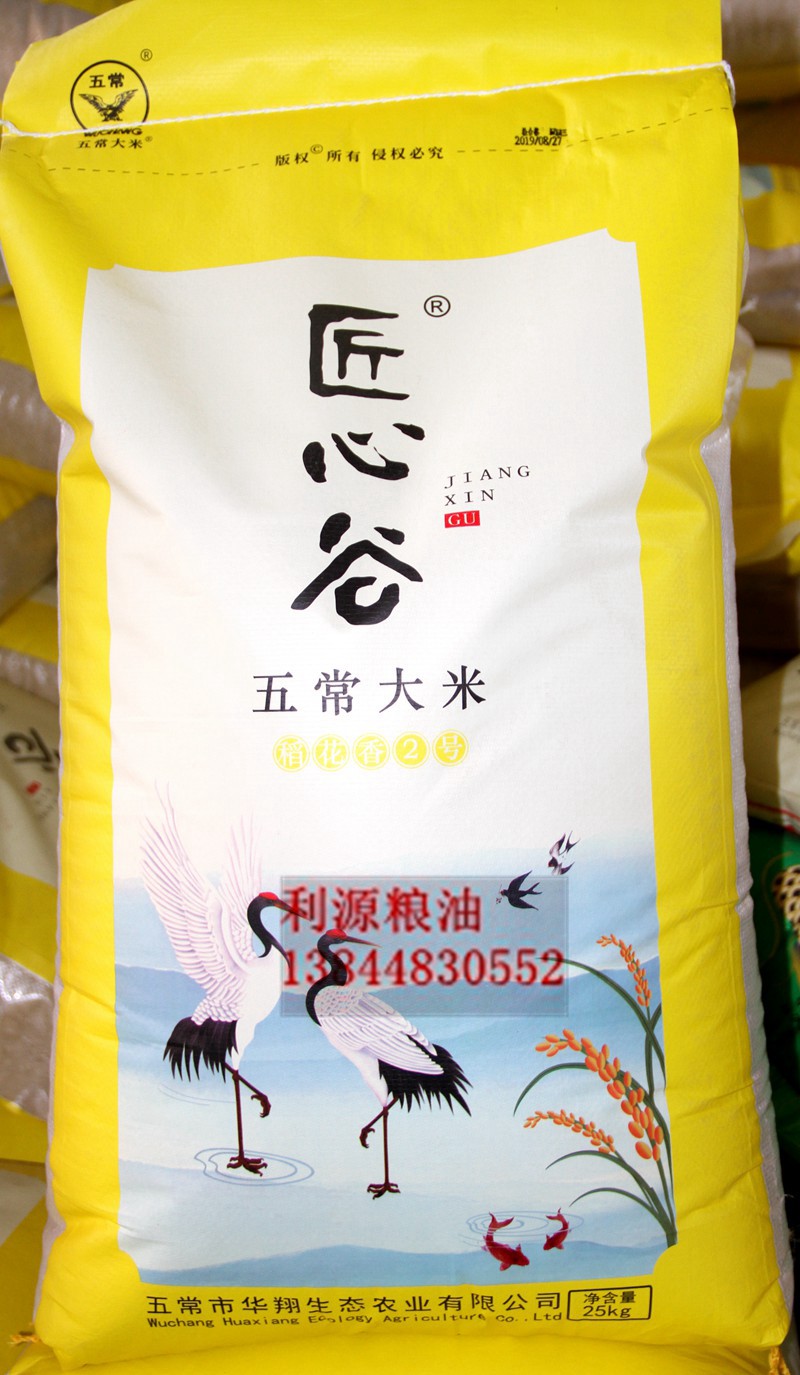 五常
®
WUCHANG
五常大米®
版权©所有 侵权必究
2019/08/27
匠心谷®
JIANG
XIN
GU
五常大米
稻花香2号
利源粮油
13844830552
五常市华翔生态农业有限公司
Wuchang Huaxiang Ecology Agriculture Co.,Ltd
净含量
25kg